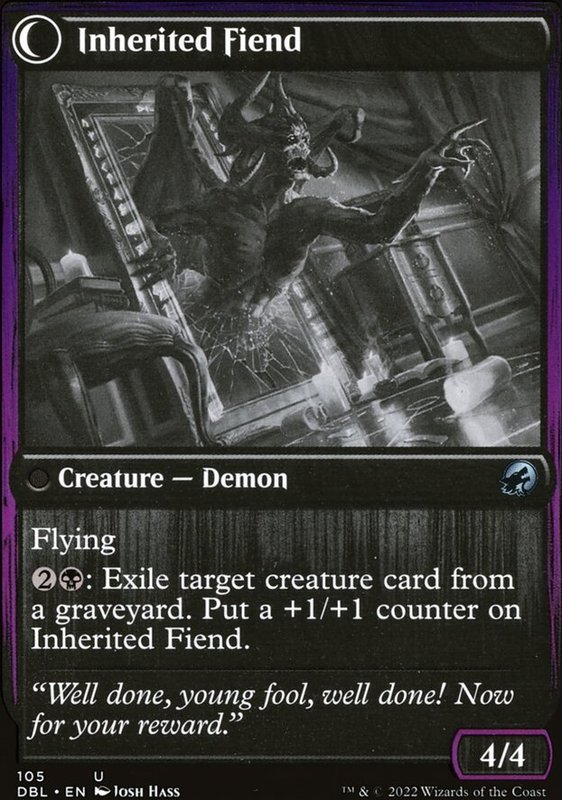 Inherited Fiend
Creature — Demon
Flying
2: Exile target creature card from
a graveyard. Put a +1/+1 counter on
Inherited Fiend.
“Well done, young fool, well done! Now
for your reward.”
4/4
105 U
DBL • EN Josh Hass
™ & © 2022 Wizards of the Coast